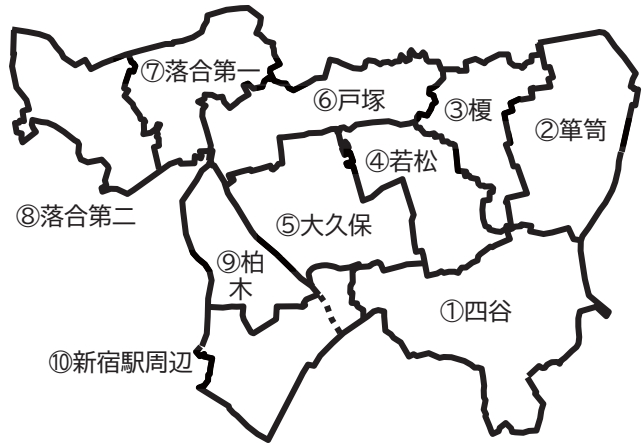 ⑦落合第一
⑥戸塚
③榎
②箪笥
④若松
⑧落合第二
⑤大久保
⑨柏
木
①四谷
⑩新宿駅周辺